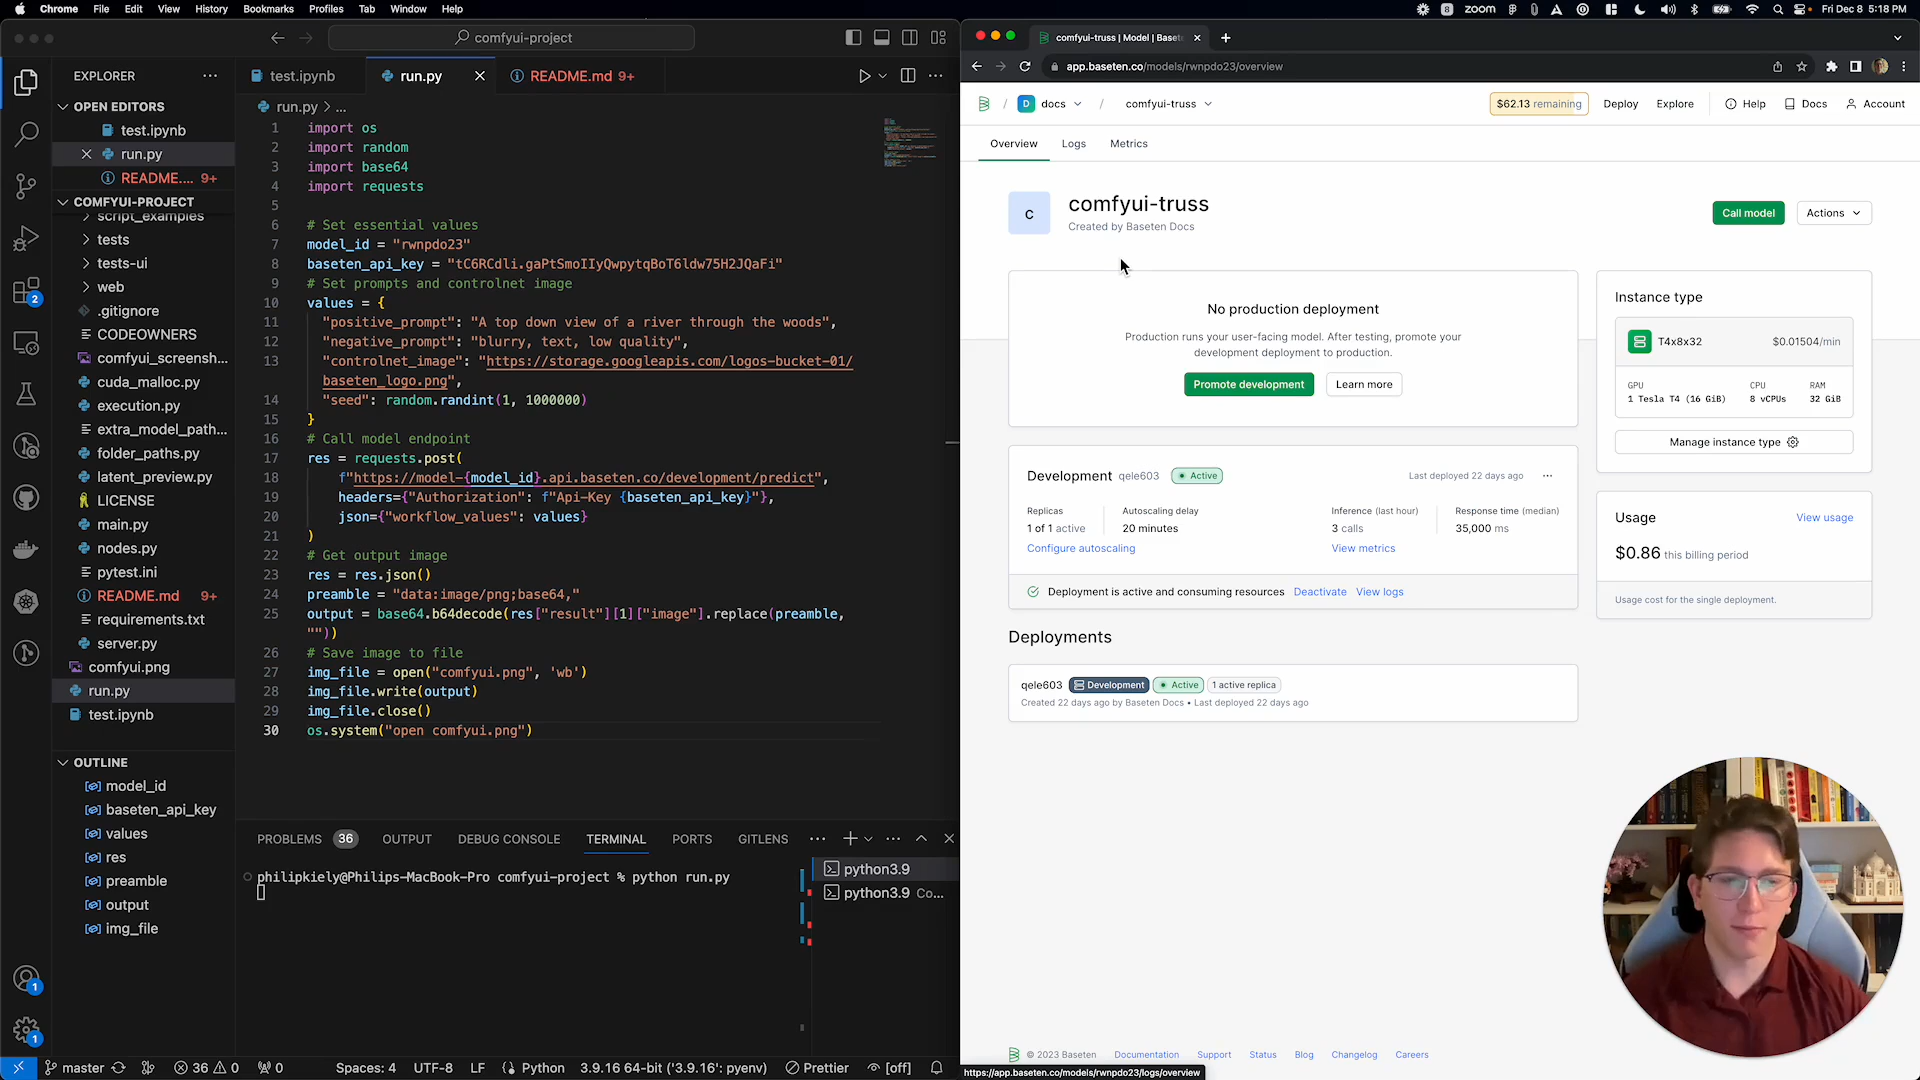 Chrome File Edit View History Bookmarks Profiles Tab Window Help
zoom Fri Dec 8 5:18 PM
comfyui-project
EXPLORER
OPEN EDITORS
test.ipynb
run.py
README.... 9+
COMFYUI-PROJECT
script_examples
tests
tests-ui
web
.gitignore
CODEOWNERS
comfyui_screensh...
cuda_malloc.py
execution.py
extra_model_path...
folder_paths.py
latent_preview.py
LICENSE
main.py
nodes.py
pytest.ini
README.md 9+
requirements.txt
server.py
comfyui.png
run.py
test.ipynb
OUTLINE
model_id
baseten_api_key
values
res
preamble
output
img_file
2
1
1
test.ipynb run.py README.md 9+
run.py > ...
1 import os
2 import random
3 import base64
4 import requests
5
6 # Set essential values
7 model_id = "rwnpdo23"
8 baseten_api_key = "tC6RCdli.gaPtSmoIIyQwpytqBoT6ldw75H2JQaFi"
9 # Set prompts and controlnet image
10 values = {
11 "positive_prompt": "A top down view of a river through the woods",
12 "negative_prompt": "blurry, text, low quality",
13 "controlnet_image": "https://storage.googleapis.com/logos-bucket-01/
baseten_logo.png",
14 "seed": random.randint(1, 1000000)
15 }
16 # Call model endpoint
17 res = requests.post(
18 f"https://model-{model_id}.api.baseten.co/development/predict",
19 headers={"Authorization": f"Api-Key {baseten_api_key}"},
20 json={"workflow_values": values}
21 )
22 # Get output image
23 res = res.json()
24 preamble = "data:image/png;base64,"
25 output = base64.b64decode(res["result"][1]["image"].replace(preamble,
""))
26 # Save image to file
27 img_file = open("comfyui.png", 'wb')
28 img_file.write(output)
29 img_file.close()
30 os.system("open comfyui.png")
PROBLEMS 36 OUTPUT DEBUG CONSOLE TERMINAL PORTS GITLENS
philipkiely@Philips-MacBook-Pro comfyui-project % python run.py
python3.9
python3.9 Co...
master 36 0 0 Spaces: 4 UTF-8 LF Python 3.9.16 64-bit ('3.9.16': pyenv) Prettier [off]
comfyui-truss | Model | Baset
app.baseten.co/models/rwnpdo23/overview
/ D docs / comfyui-truss
$62.13 remaining Deploy Explore Help Docs Account
Overview Logs Metrics
C
comfyui-truss
Created by Baseten Docs
Call model Actions
No production deployment
Production runs your user-facing model. After testing, promote your
development deployment to production.
Promote development Learn more
Instance type
T4x8x32 $0.01504/min
GPU CPU RAM
1 Tesla T4 (16 GiB) 8 vCPUs 32 GiB
Manage instance type
Development qele603 Active Last deployed 22 days ago
Replicas Autoscaling delay Inference (last hour) Response time (median)
1 of 1 active 20 minutes 3 calls 35,000 ms
Configure autoscaling View metrics
Deployment is active and consuming resources Deactivate View logs
Usage View usage
$0.86 this billing period
Usage cost for the single deployment.
Deployments
qele603 Development Active 1 active replica
Created 22 days ago by Baseten Docs • Last deployed 22 days ago
© 2023 Baseten Documentation Support Status Blog Changelog Careers
https://app.baseten.co/models/rwnpdo23/logs/overview